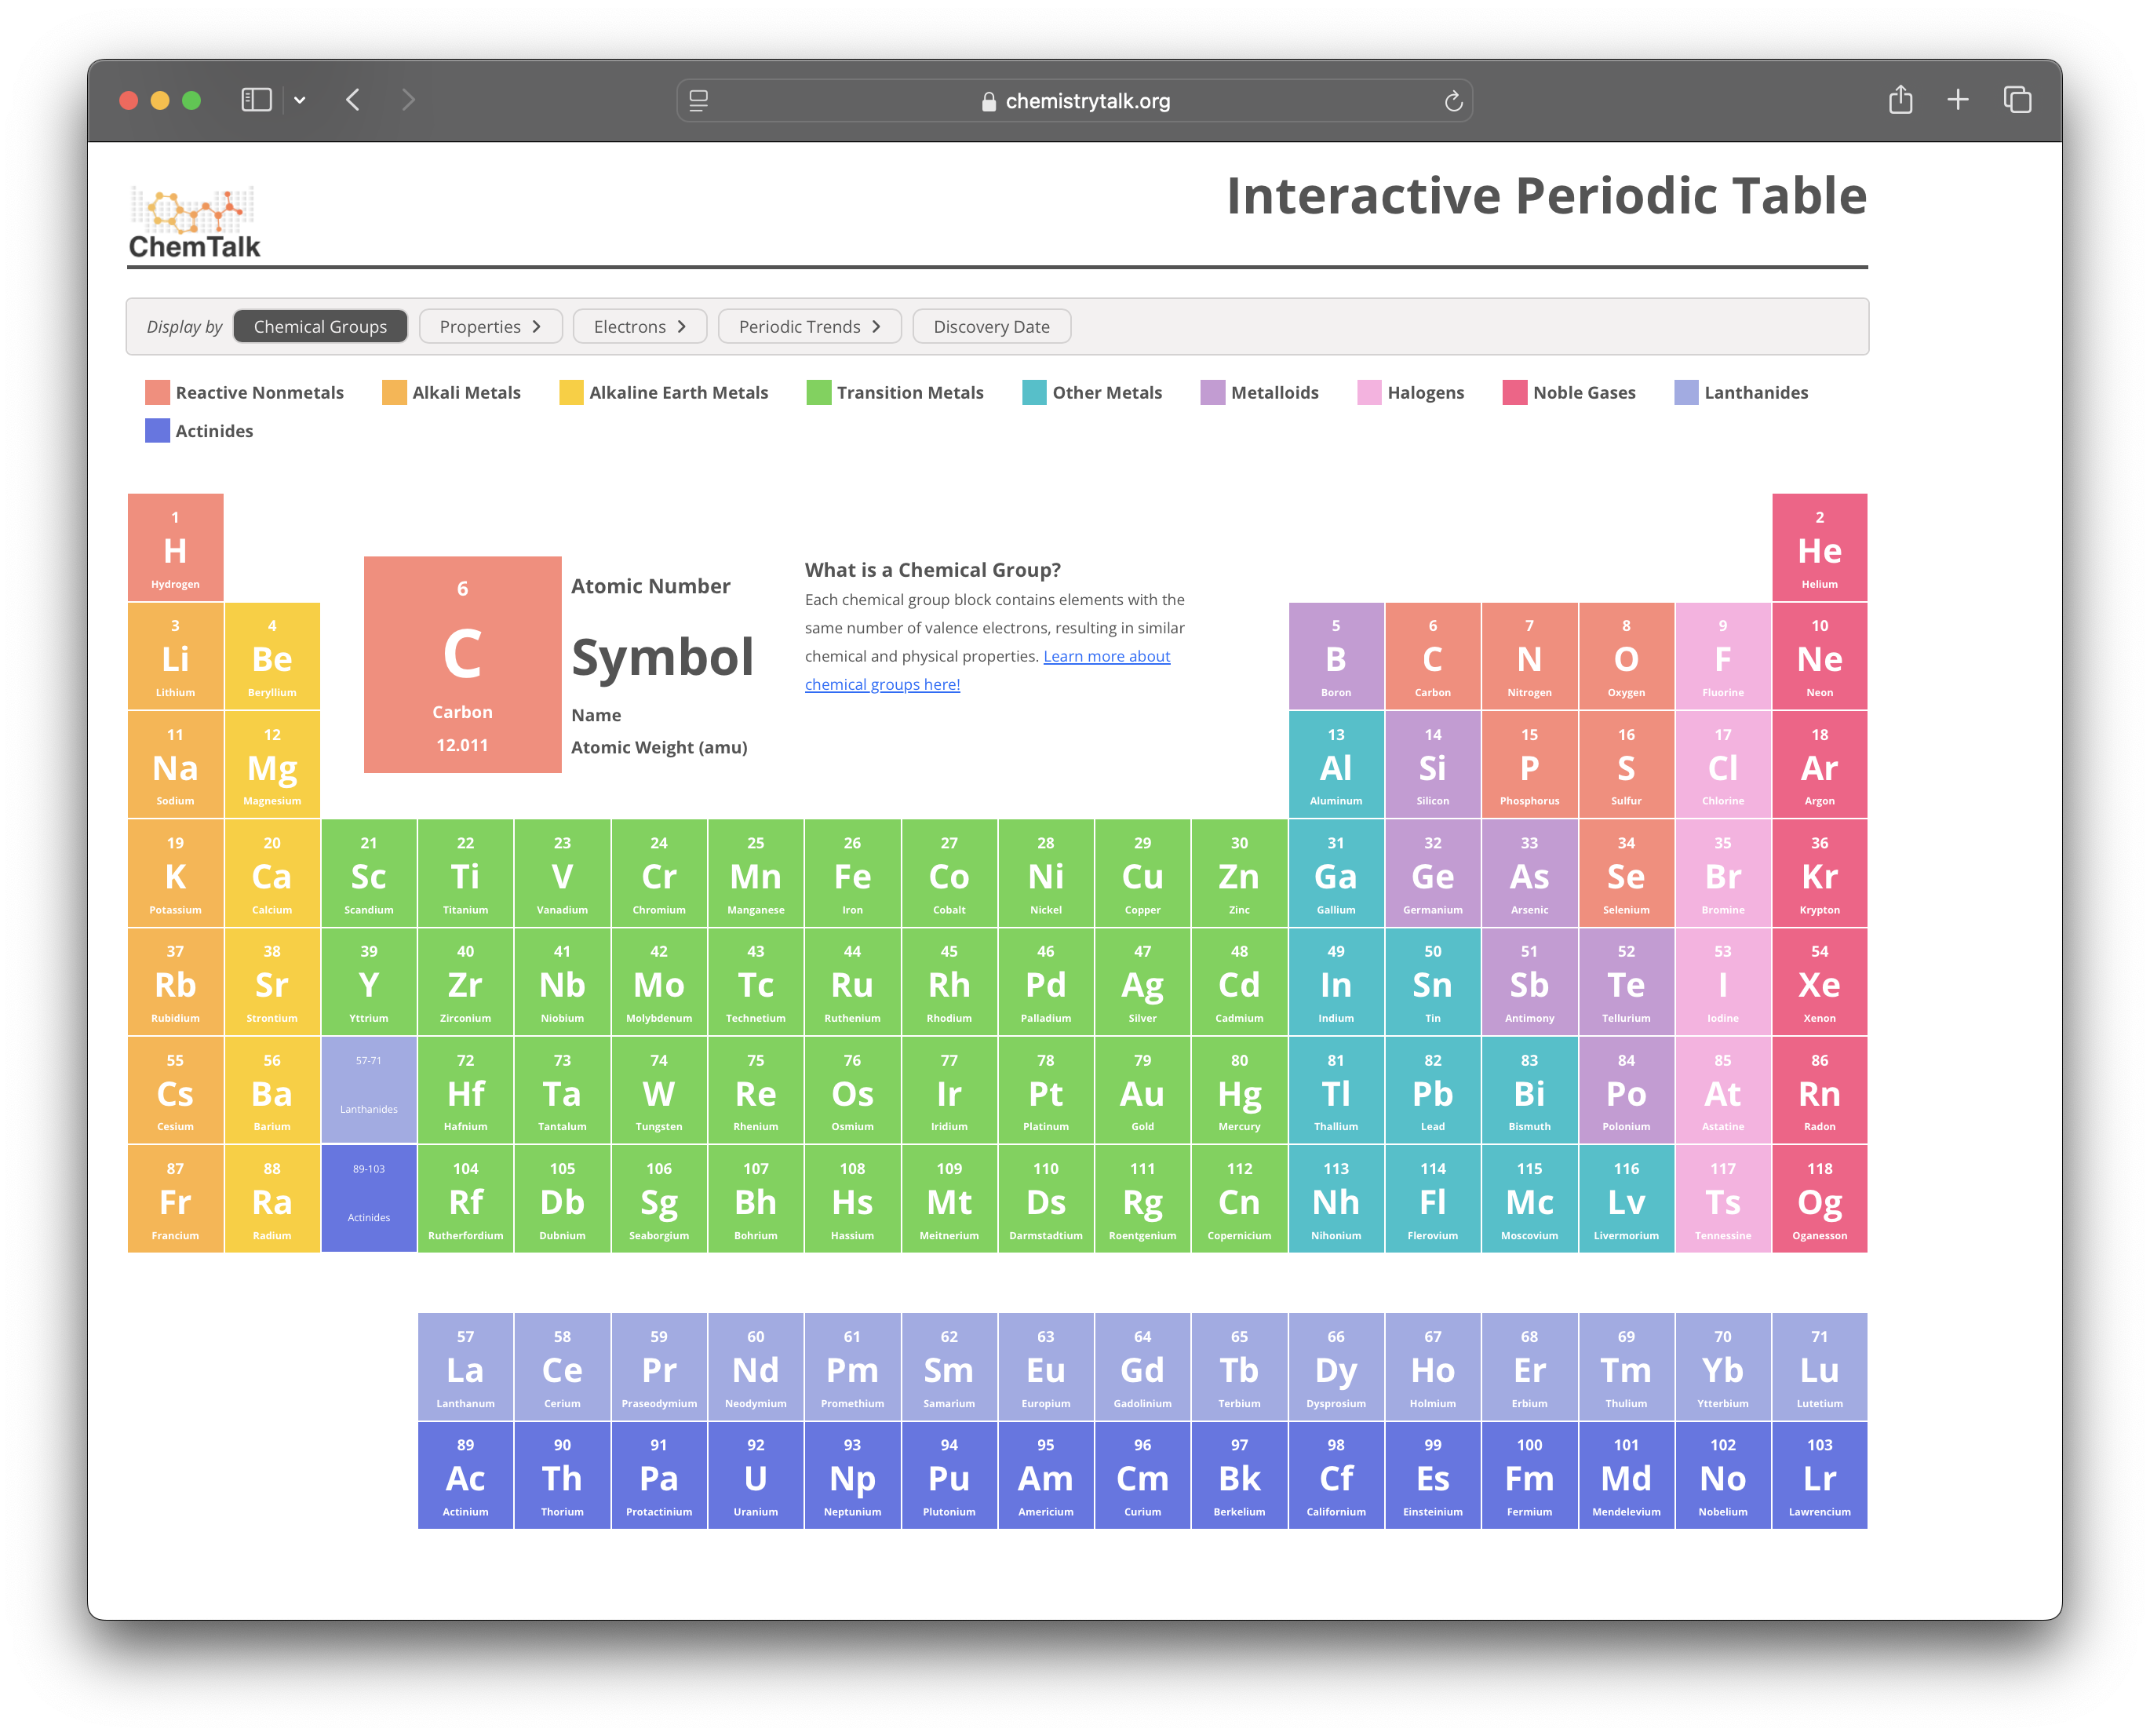 chemistrytalk.org
ChemTalk
Interactive Periodic Table
Display by Chemical Groups Properties Electrons Periodic Trends Discovery Date
Reactive Nonmetals Alkali Metals Alkaline Earth Metals Transition Metals Other Metals Metalloids Halogens Noble Gases Lanthanides
Actinides
1 2
H He
Hydrogen Helium
6 Atomic Number
C Symbol
Carbon Name
12.011 Atomic Weight (amu)
What is a Chemical Group?
Each chemical group block contains elements with the
same number of valence electrons, resulting in similar
chemical and physical properties. Learn more about
chemical groups here!
3 4 5 6 7 8 9 10
Li Be B C N O F Ne
Lithium Beryllium Boron Carbon Nitrogen Oxygen Fluorine Neon
11 12 13 14 15 16 17 18
Na Mg Al Si P S Cl Ar
Sodium Magnesium Aluminum Silicon Phosphorus Sulfur Chlorine Argon
19 20 21 22 23 24 25 26 27 28 29 30 31 32 33 34 35 36
K Ca Sc Ti V Cr Mn Fe Co Ni Cu Zn Ga Ge As Se Br Kr
Potassium Calcium Scandium Titanium Vanadium Chromium Manganese Iron Cobalt Nickel Copper Zinc Gallium Germanium Arsenic Selenium Bromine Krypton
37 38 39 40 41 42 43 44 45 46 47 48 49 50 51 52 53 54
Rb Sr Y Zr Nb Mo Tc Ru Rh Pd Ag Cd In Sn Sb Te I Xe
Rubidium Strontium Yttrium Zirconium Niobium Molybdenum Technetium Ruthenium Rhodium Palladium Silver Cadmium Indium Tin Antimony Tellurium Iodine Xenon
55 56 57-71 72 73 74 75 76 77 78 79 80 81 82 83 84 85 86
Cs Ba Hf Ta W Re Os Ir Pt Au Hg Tl Pb Bi Po At Rn
Cesium Barium Lanthanides Hafnium Tantalum Tungsten Rhenium Osmium Iridium Platinum Gold Mercury Thallium Lead Bismuth Polonium Astatine Radon
87 88 89-103 104 105 106 107 108 109 110 111 112 113 114 115 116 117 118
Fr Ra Rf Db Sg Bh Hs Mt Ds Rg Cn Nh Fl Mc Lv Ts Og
Francium Radium Actinides Rutherfordium Dubnium Seaborgium Bohrium Hassium Meitnerium Darmstadtium Roentgenium Copernicium Nihonium Flerovium Moscovium Livermorium Tennessine Oganesson
57 58 59 60 61 62 63 64 65 66 67 68 69 70 71
La Ce Pr Nd Pm Sm Eu Gd Tb Dy Ho Er Tm Yb Lu
Lanthanum Cerium Praseodymium Neodymium Promethium Samarium Europium Gadolinium Terbium Dysprosium Holmium Erbium Thulium Ytterbium Lutetium
89 90 91 92 93 94 95 96 97 98 99 100 101 102 103
Ac Th Pa U Np Pu Am Cm Bk Cf Es Fm Md No Lr
Actinium Thorium Protactinium Uranium Neptunium Plutonium Americium Curium Berkelium Californium Einsteinium Fermium Mendelevium Nobelium Lawrencium